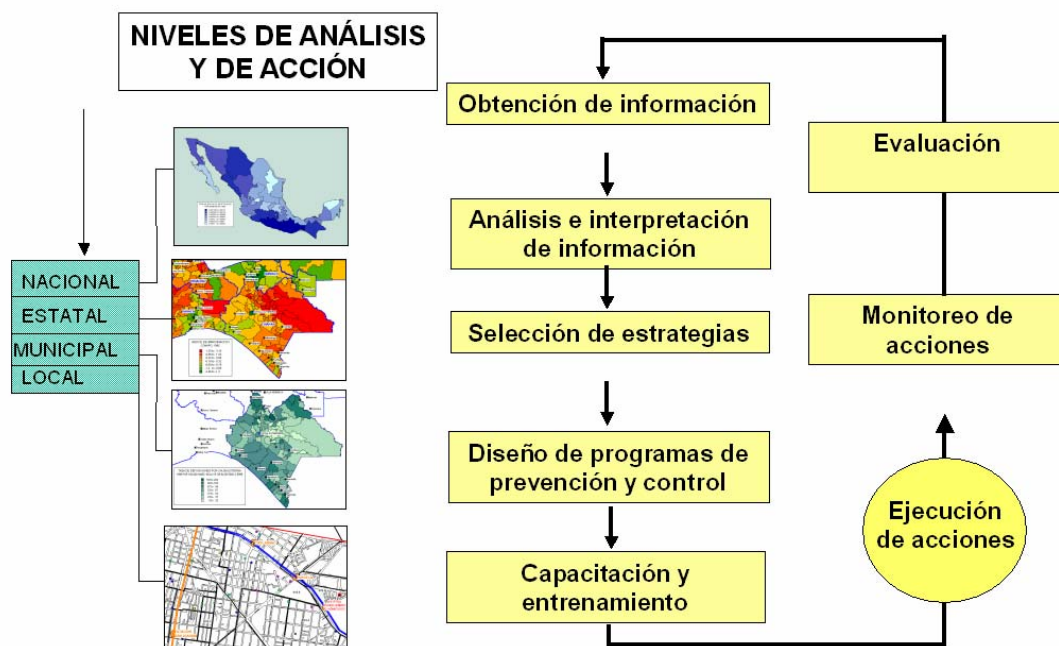 NIVELES DE ANÁLISIS
Y DE ACCIÓN
NACIONAL
ESTATAL
MUNICIPAL
LOCAL
Obtención de información
Análisis e interpretación
de información
Selección de estrategias
Diseño de programas de
prevención y control
Capacitación y
entrenamiento
Ejecución
de acciones
Monitoreo de
acciones
Evaluación